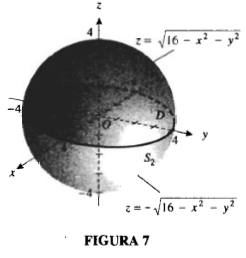 z
4
z = √16 − x² − y²
−4
O
D
4
y
x
S₂
−4
z = −√16 − x² − y²
FIGURA 7